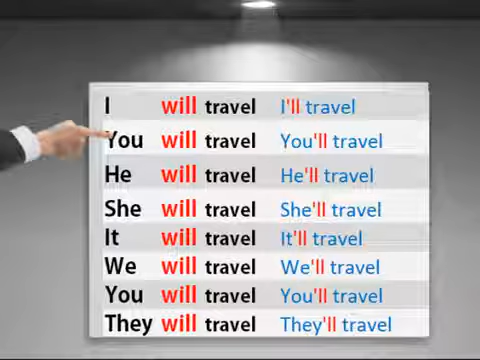 I will travel I'll travel
You will travel You'll travel
He will travel He'll travel
She will travel She'll travel
It will travel It'll travel
We will travel We'll travel
You will travel You'll travel
They will travel They'll travel